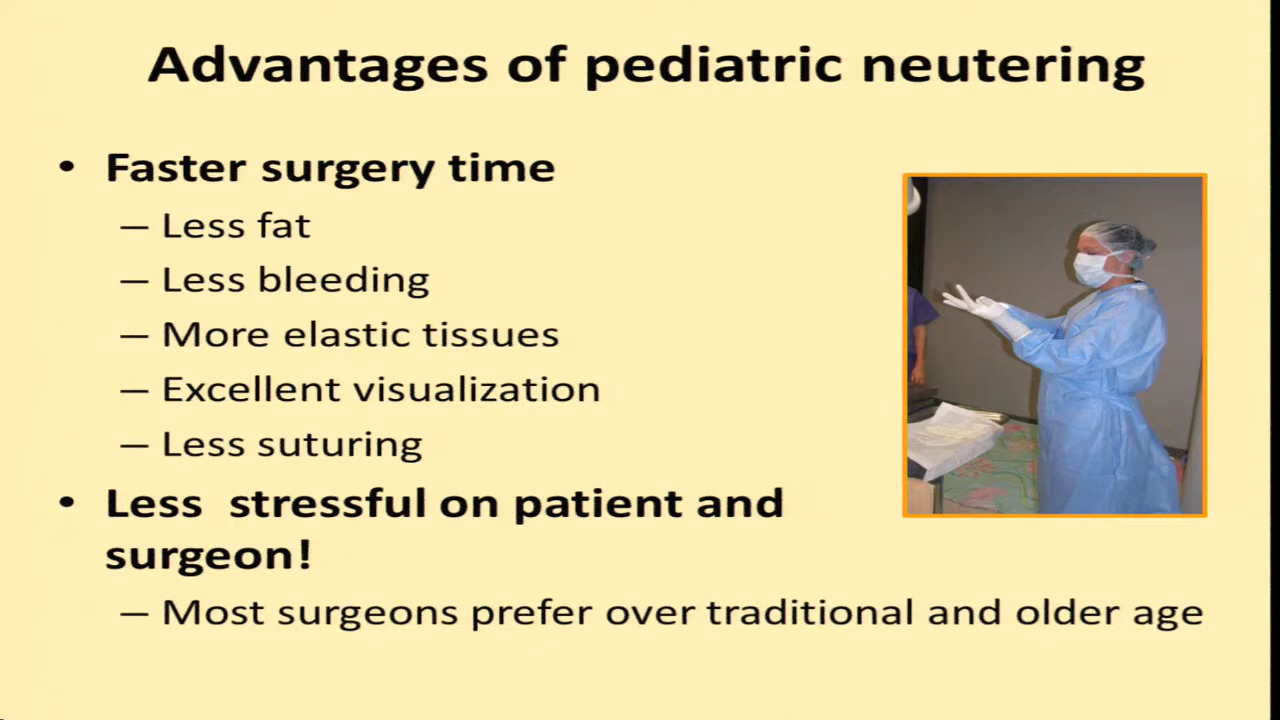 Advantages of pediatric neutering
• Faster surgery time
– Less fat
– Less bleeding
– More elastic tissues
– Excellent visualization
– Less suturing
• Less  stressful on patient and
surgeon!
– Most surgeons prefer over traditional and older age